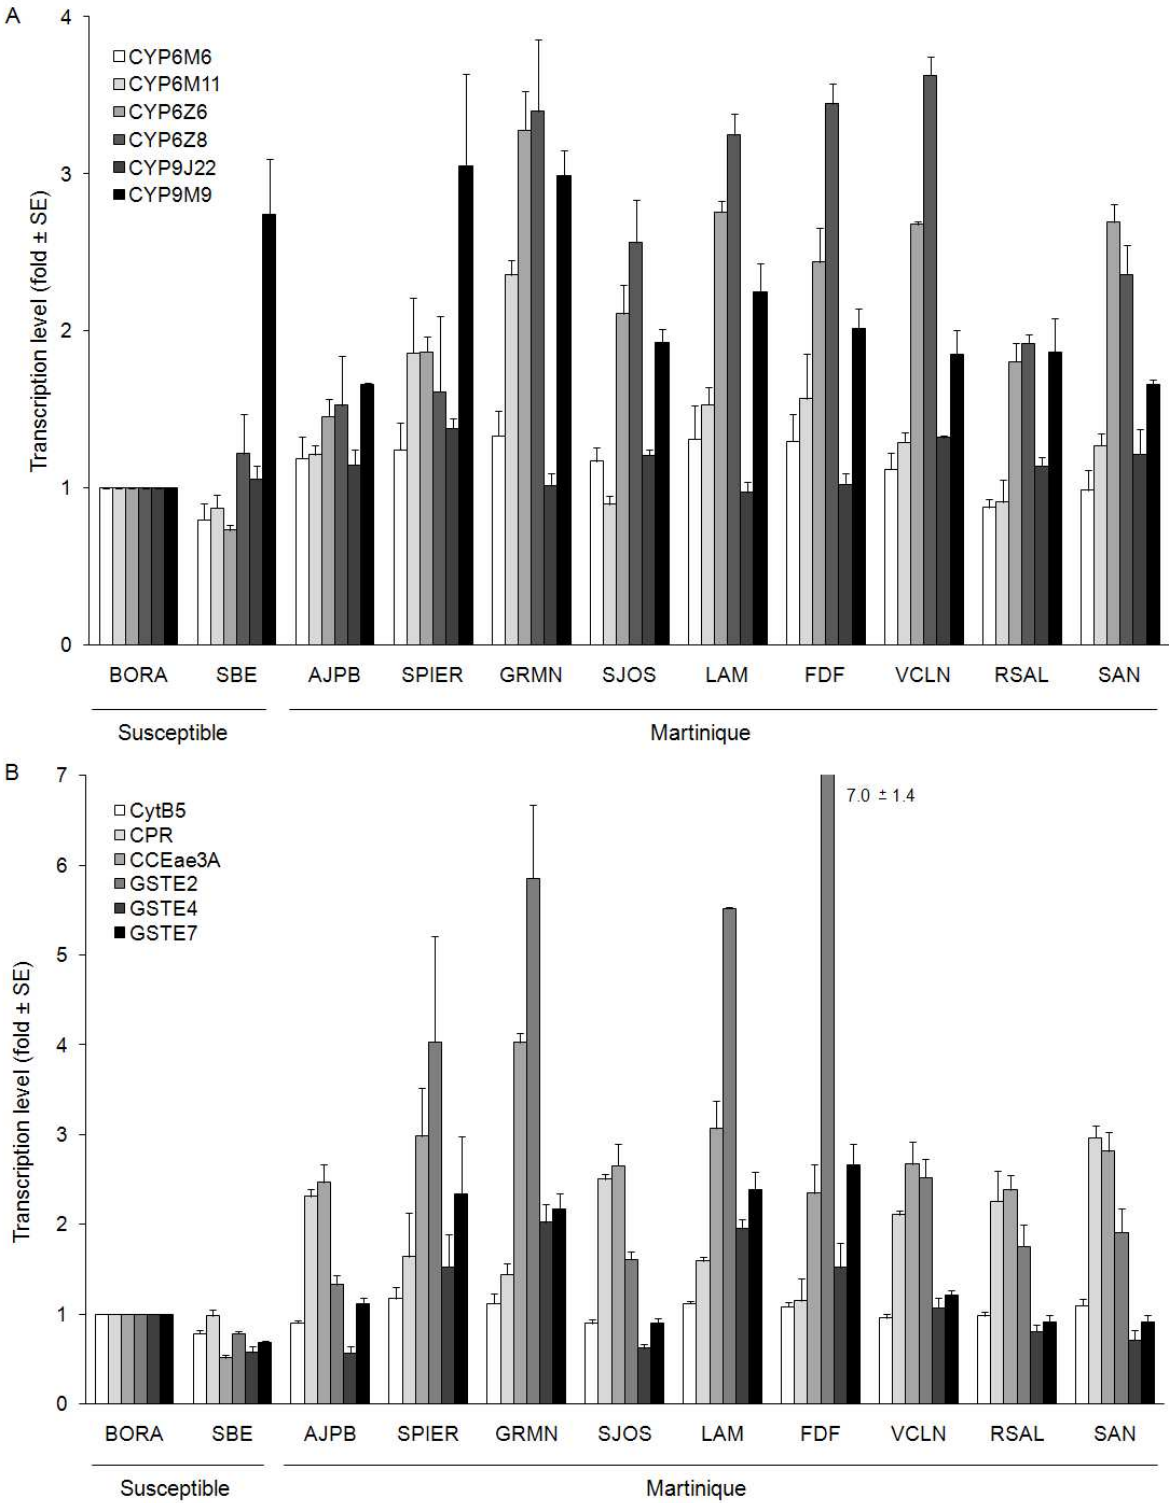 A
Transcription level (fold ± SE)
4
3
2
1
0
CYP6M6
CYP6M11
CYP6Z6
CYP6Z8
CYP9J22
CYP9M9
BORA SBE AJPB SPIER GRMN SJOS LAM FDF VCLN RSAL SAN
Susceptible Martinique
B
Transcription level (fold ± SE)
7
6
5
4
3
2
1
0
CytB5
CPR
CCEae3A
GSTE2
GSTE4
GSTE7
7.0 ± 1.4
BORA SBE AJPB SPIER GRMN SJOS LAM FDF VCLN RSAL SAN
Susceptible Martinique